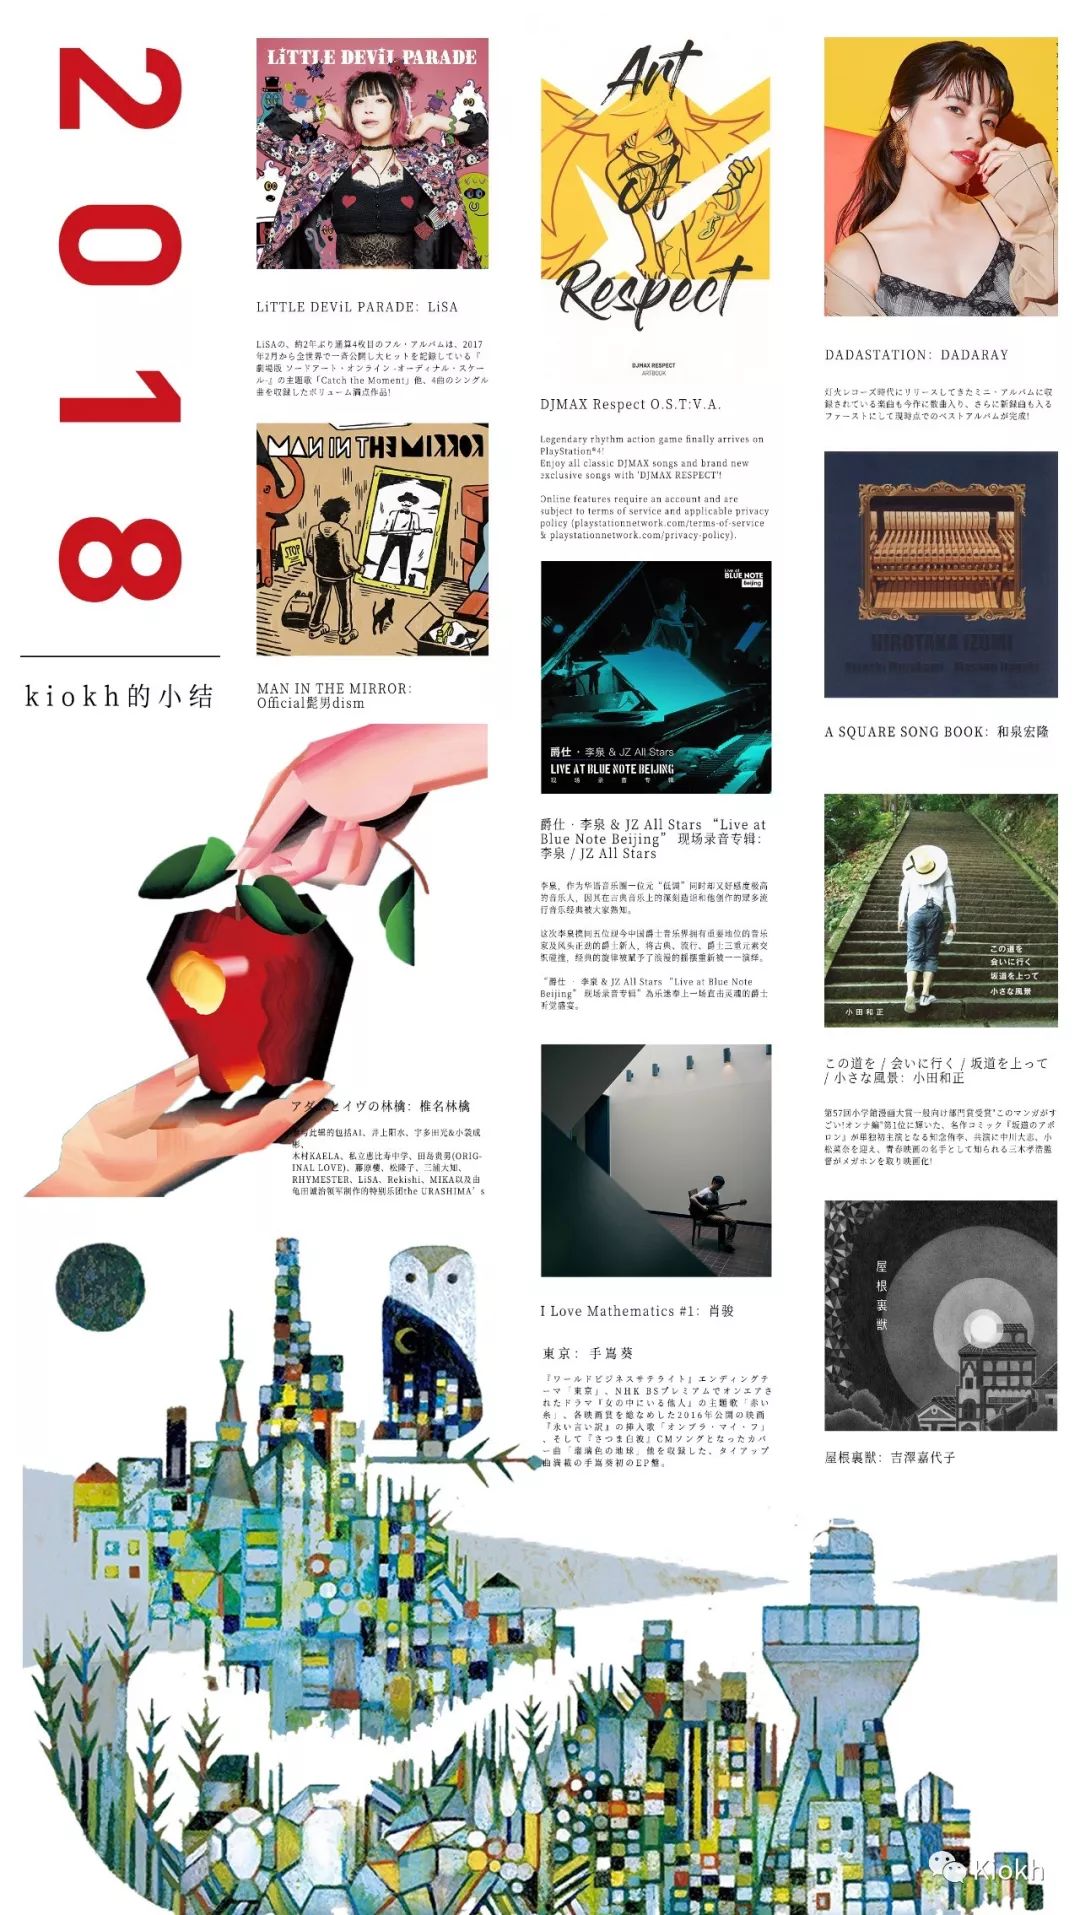 2018
kiokh的小结
LiTTLE DEViL PARADE
LiTTLE DEViL PARADE: LiSA
LiSAの、約2年ぶり通算4枚目のフル・アルバムは、2017
年2月から全世界で一斉公開し大ヒットを記録している『
劇場版 ソードアート・オンライン -オーディナル・スケー
ル-』の主題歌「Catch the Moment」他、4曲のシングル
曲を収録したボリューム満点作品!
MAN IN THE MIRROR
STOP
MAN IN THE MIRROR:
Official髭男dism
アダムとイヴの林檎: 椎名林檎
与此辑的包括AI、井上陽水、宇多田光&小袋成
彬、
木村KAELA、私立恵比寿中学、田島貴男(ORIG-
INAL LOVE)、藤原櫻、松隆子、三浦大知、
RHYMESTER、LiSA、Rekishi、MIKA以及由
亀田誠治领军制作的特别乐团the URASHIMA’s
Art
Of
Respect
DJMAX RESPECT
ARTBOOK
DJMAX Respect O.S.T:V.A.
Legendary rhythm action game finally arrives on
PlayStation®4!
Enjoy all classic DJMAX songs and brand new
exclusive songs with 'DJMAX RESPECT'!
Online features require an account and are
subject to terms of service and applicable privacy
policy (playstationnetwork.com/terms-of-service
& playstationnetwork.com/privacy-policy).
Live at
BLUE NOTE
Beijing
爵仕·李泉 & JZ All Stars
LIVE AT BLUE NOTE BEIJING
现场录音专辑
爵仕·李泉 & JZ All Stars “Live at
Blue Note Beijing” 现场录音专辑:
李泉 / JZ All Stars
李泉，作为华语音乐圈一位元“低调”同时却又好感度极高
的音乐人，因其在古典音乐上的深刻造诣和他创作的眾多流
行音乐经典被大家熟知。
这次李泉携同五位现今中国爵士音乐界拥有重要地位的音乐
家及风头正劲的爵士新人，将古典、流行、爵士三重元素交
织碰撞，经典的旋律被赋予了浪漫的摇摆重新被一一演绎。
“爵仕 · 李泉 & JZ All Stars “Live at Blue Note
Beijing” 现场录音专辑”為乐迷奉上一场直击灵魂的爵士
听觉盛宴。
I Love Mathematics #1: 肖骏
東京: 手嶌葵
『ワールドビジネスサテライト』エンディングテ
ーマ「東京」、NHK BSプレミアムでオンエアさ
れたドラマ『女の中にいる他人』の主題歌「赤い
糸」、各映画賞を総なめした2016年公開の映画
『永い言い訳』の挿入歌「オンブラ・マイ・フ」
、そして『さつま白波』CMソングとなったカバ
ー曲「瑠璃色の地球」他を収録した、タイアップ
曲満載の手嶌葵初のEP盤。
DADASTATION: DADARAY
灯火レコーズ時代にリリースしてきたミニ・アルバムに収
録されている楽曲も今作に数曲入り、さらに新録曲も入る
ファーストにして現時点でのベストアルバムが完成!
HIROTAKA IZUMI
A SQUARE SONG BOOK: 和泉宏隆
この道を
会いに行く
坂道を上って
小さな風景
小田和正
この道を / 会いに行く / 坂道を上って
/ 小さな風景: 小田和正
第57回小学館漫画大賞一般向け部門賞受賞"このマンガがす
ごい!オンナ編"第1位に輝いた、名作コミック『坂道のアポ
ロン』が単独初主演となる知念侑李、共演に中川大志、小
松菜奈を迎え、青春映画の名手として知られる三木孝浩監
督がメガホンを取り映画化!
屋根裏獣
屋根裏獣: 吉澤嘉代子
Kiokh